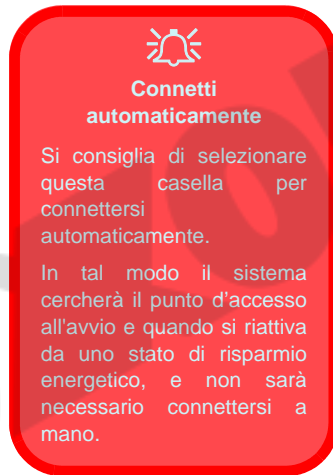 Connetti
automaticamente
Si consiglia di selezionare
questa casella per
connettersi
automaticamente.
In tal modo il sistema
cercherà il punto d'accesso
all'avvio e quando si riattiva
da uno stato di risparmio
energetico, e non sarà
necessario connettersi a
mano.